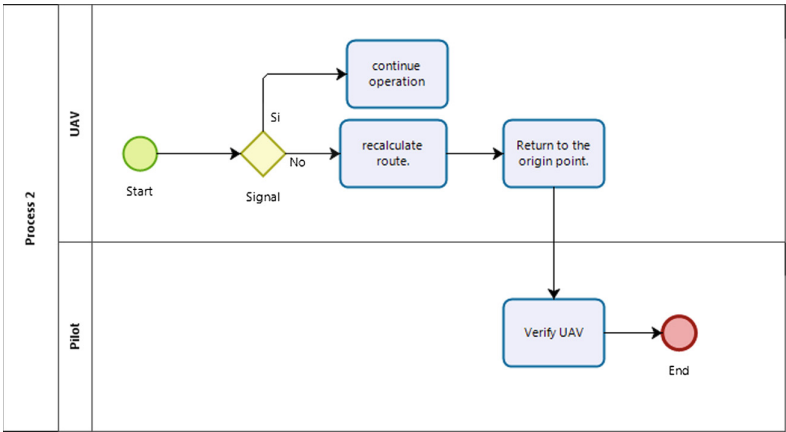 Process 2
UAV
Start
Signal
Si
No
continue
operation
recalculate
route.
Return to the
origin point.
Pilot
Verify UAV
End